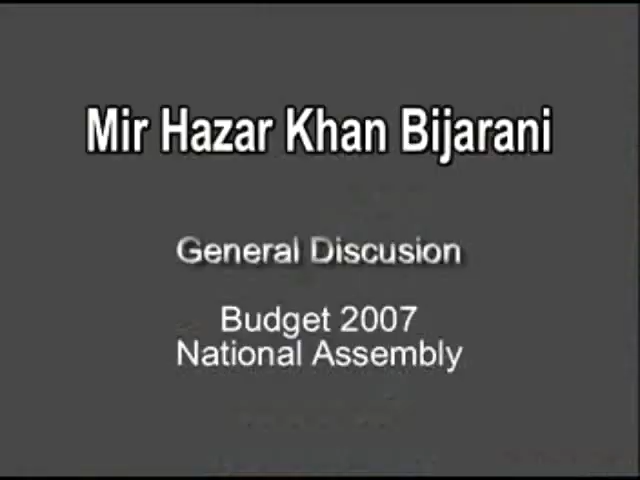 Mir Hazar Khan Bijarani
General Discusion
Budget 2007
National Assembly